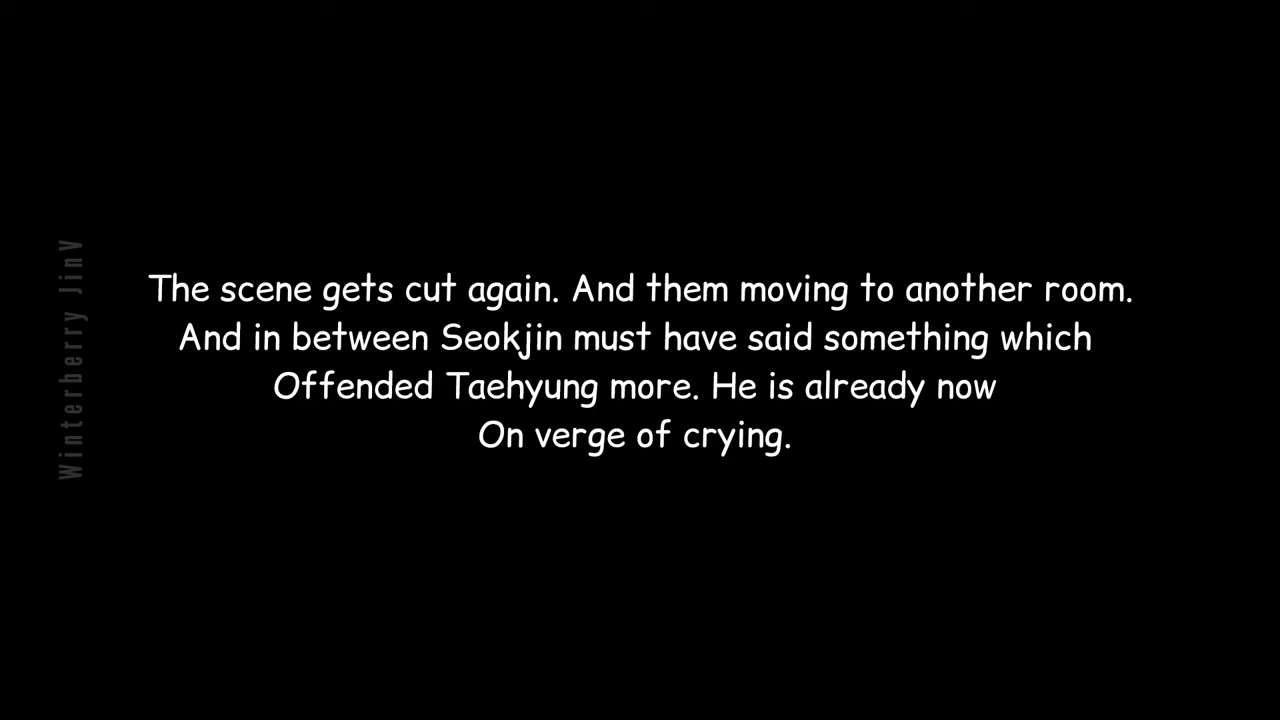 The scene gets cut again. And them moving to another room.
And in between Seokjin must have said something which
Offended Taehyung more. He is already now
On verge of crying.
Winterberry JinV